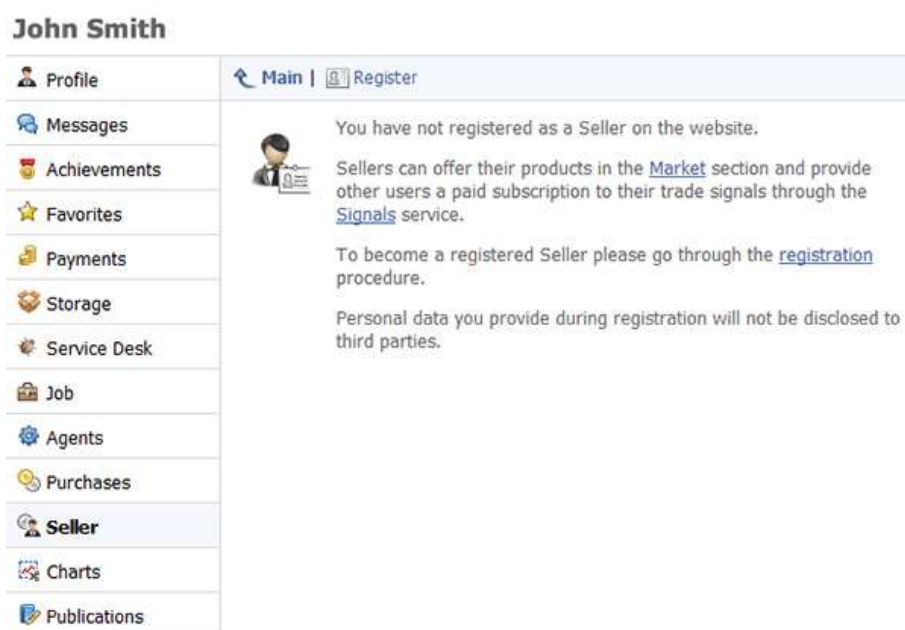 John Smith
Profile
Messages
Achievements
Favorites
Payments
Storage
Service Desk
Job
Agents
Purchases
Seller
Charts
Publications
Main | Register
You have not registered as a Seller on the website.
Sellers can offer their products in the Market section and provide
other users a paid subscription to their trade signals through the
Signals service.
To become a registered Seller please go through the registration
procedure.
Personal data you provide during registration will not be disclosed to
third parties.